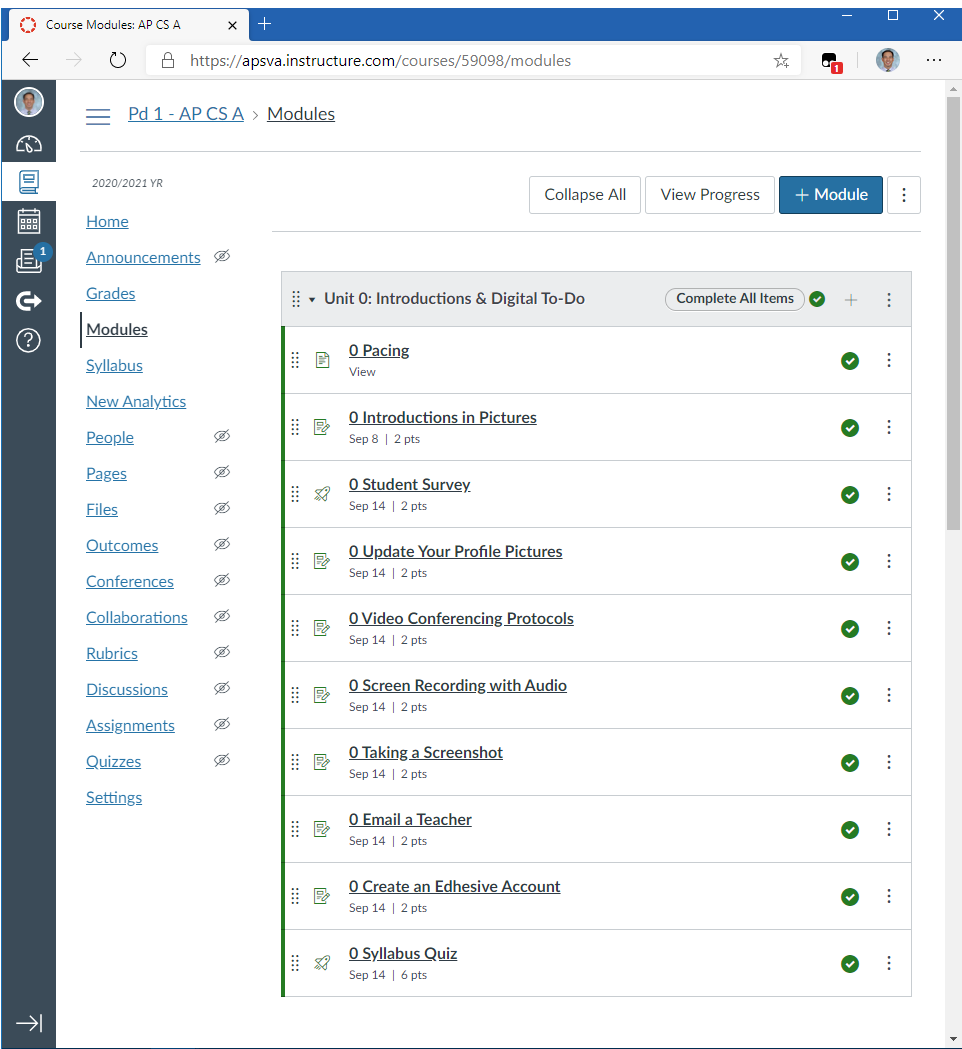 Course Modules: AP CS A
https://apsva.instructure.com/courses/59098/modules
1
Pd 1 - AP CS A > Modules
2020/2021 YR
Collapse All
View Progress
+ Module
Home
Announcements
Grades
Modules
Syllabus
New Analytics
People
Pages
Files
Outcomes
Conferences
Collaborations
Rubrics
Discussions
Assignments
Quizzes
Settings
1
Unit 0: Introductions & Digital To-Do
Complete All Items
0 Pacing
View
0 Introductions in Pictures
Sep 8 | 2 pts
0 Student Survey
Sep 14 | 2 pts
0 Update Your Profile Pictures
Sep 14 | 2 pts
0 Video Conferencing Protocols
Sep 14 | 2 pts
0 Screen Recording with Audio
Sep 14 | 2 pts
0 Taking a Screenshot
Sep 14 | 2 pts
0 Email a Teacher
Sep 14 | 2 pts
0 Create an Edhesive Account
Sep 14 | 2 pts
0 Syllabus Quiz
Sep 14 | 6 pts